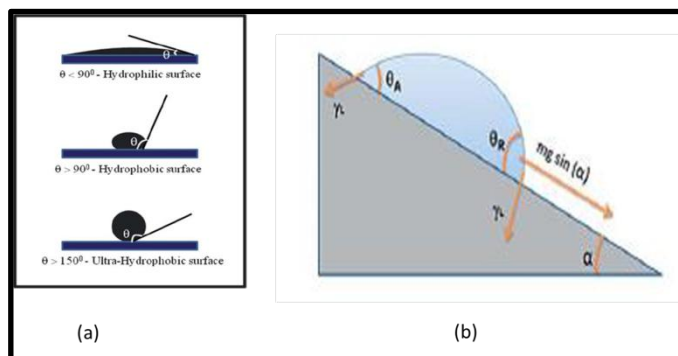 θ
θ < 90⁰ - Hydrophilic surface
θ
θ > 90⁰ - Hydrophobic surface
θ
θ > 150⁰ - Ultra-Hydrophobic surface
(a)
θA
γL
θR
mg sin (α)
γL
α
(b)